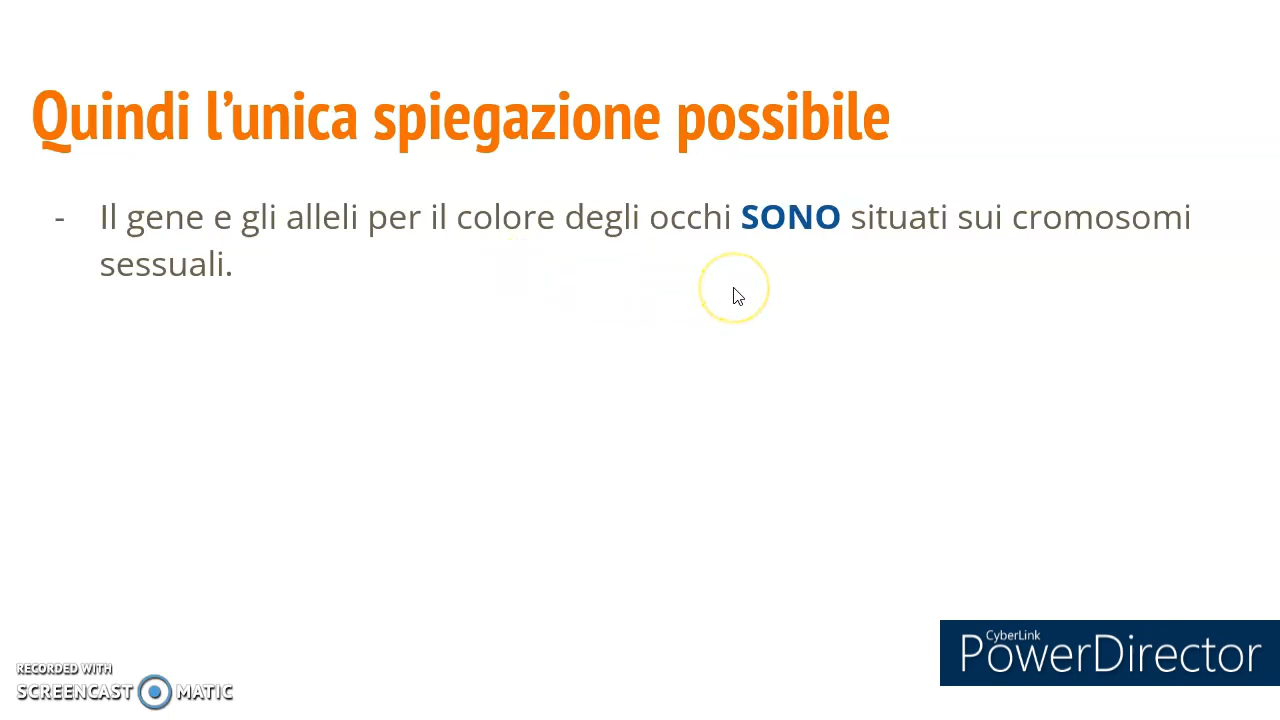 Quindi l’unica spiegazione possibile
- Il gene e gli alleli per il colore degli occhi SONO situati sui cromosomi
sessuali.
RECORDED WITH
SCREENCAST MATIC
CyberLink
PowerDirector